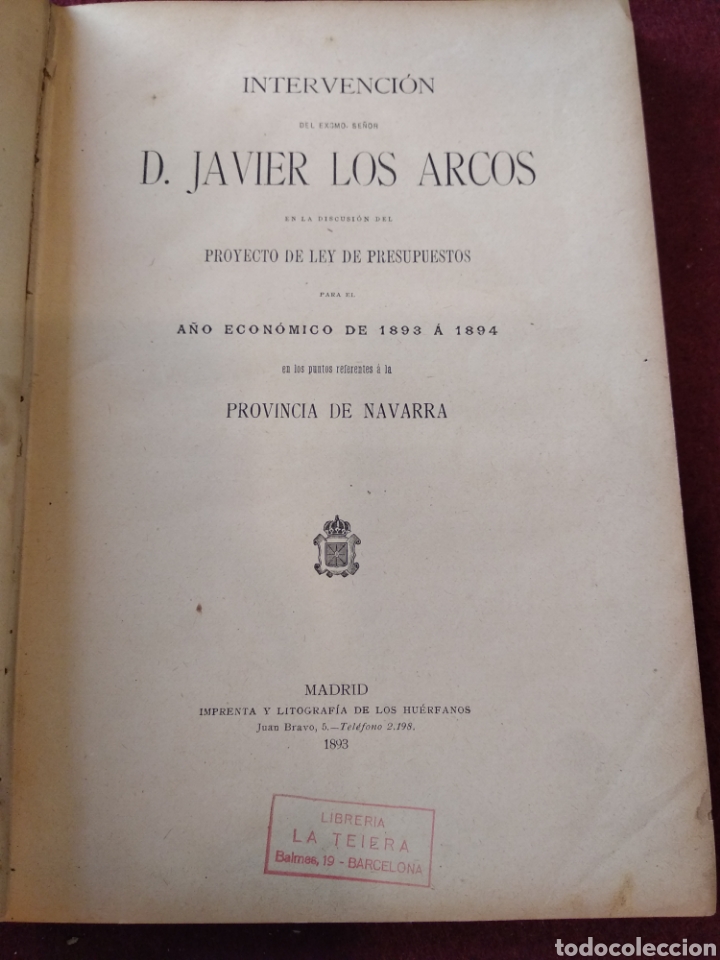 INTERVENCIÓN
DEL EXCMO. SEÑOR
D. JAVIER LOS ARCOS
EN LA DISCUSIÓN DEL
PROYECTO DE LEY DE PRESUPUESTOS
PARA EL
AÑO ECONÓMICO DE 1893 Á 1894
en los puntos referentes á la
PROVINCIA DE NAVARRA
MADRID
IMPRENTA Y LITOGRAFÍA DE LOS HUÉRFANOS
Juan Bravo, 5.—Teléfono 2.198.
1893
LIBRERIA
LA TEIERA
Balmes, 19 - BARCELONA
todocoleccion